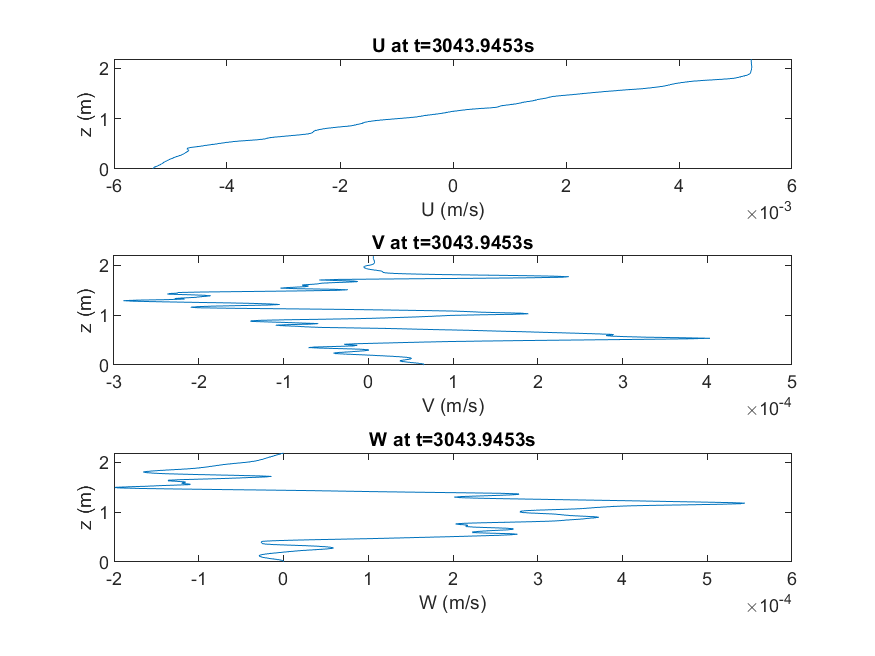 U at t=3043.9453s
2
1
0
z (m)
-6 -4 -2 0 2 4 6
×10⁻³
U (m/s)
V at t=3043.9453s
2
1
0
z (m)
-3 -2 -1 0 1 2 3 4 5
×10⁻⁴
V (m/s)
W at t=3043.9453s
2
1
0
z (m)
-2 -1 0 1 2 3 4 5 6
×10⁻⁴
W (m/s)